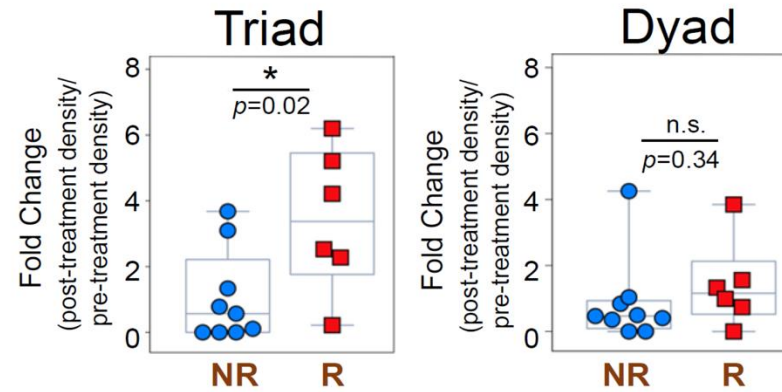 Triad
Fold Change
(post-treatment density/
pre-treatment density)
8
6
4
2
0
*
p=0.02
NR
R
Dyad
Fold Change
(post-treatment density/
pre-treatment density)
8
6
4
2
0
n.s.
p=0.34
NR
R